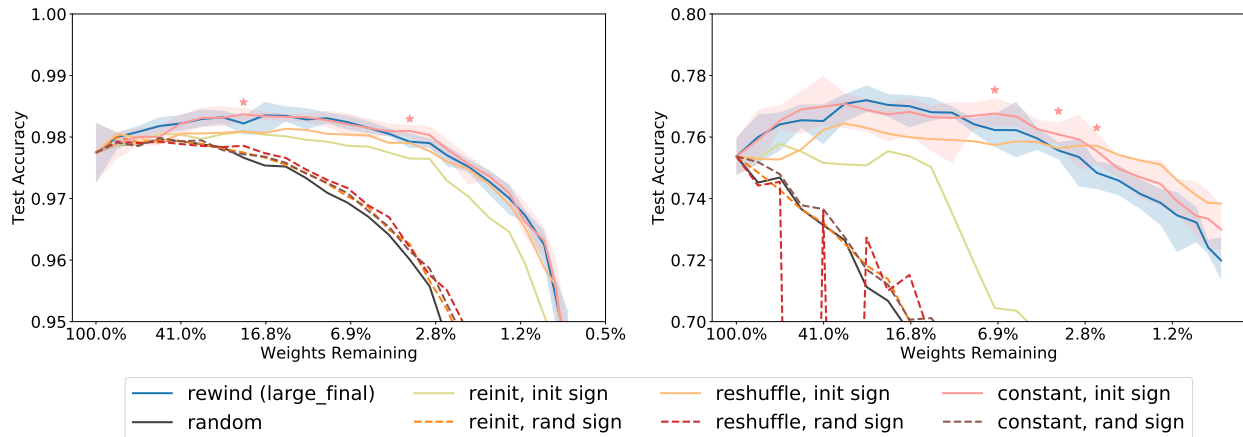 1.00
0.99
0.98
0.97
0.96
0.95
Test Accuracy
100.0% 41.0% 16.8% 6.9% 2.8% 1.2% 0.5%
Weights Remaining
0.80
0.78
0.76
0.74
0.72
0.70
Test Accuracy
100.0% 41.0% 16.8% 6.9% 2.8% 1.2%
Weights Remaining
rewind (large_final) reinit, init sign reshuffle, init sign constant, init sign
random reinit, rand sign reshuffle, rand sign constant, rand sign